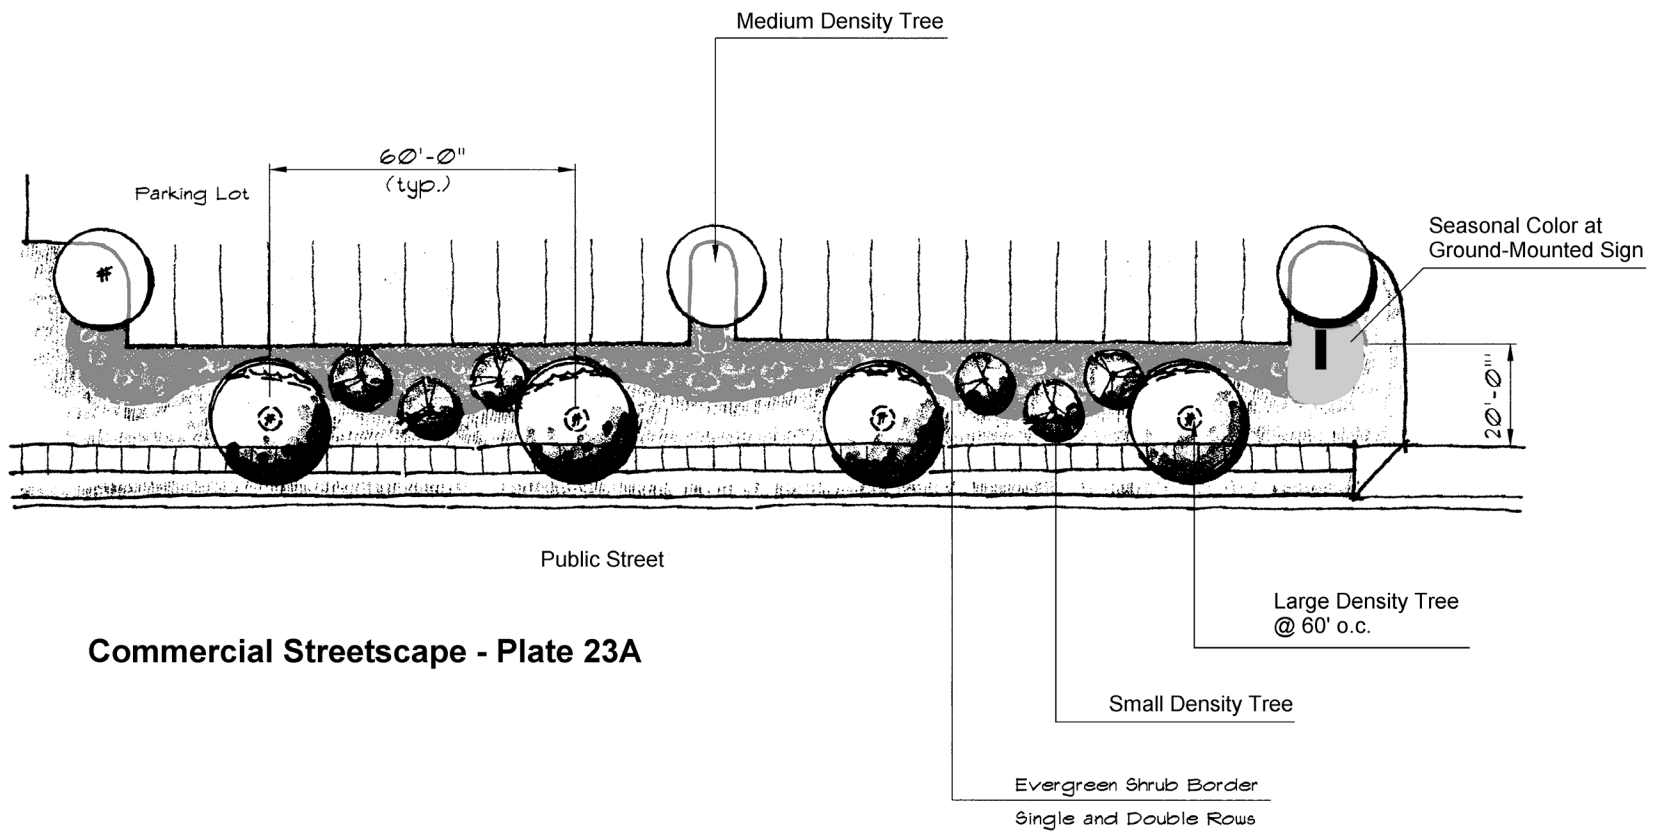 Medium Density Tree
60'-0"
(typ.)
Parking Lot
Seasonal Color at
Ground-Mounted Sign
20'-0"
Public Street
Large Density Tree
@ 60' o.c.
Commercial Streetscape - Plate 23A
Small Density Tree
Evergreen Shrub Border
Single and Double Rows